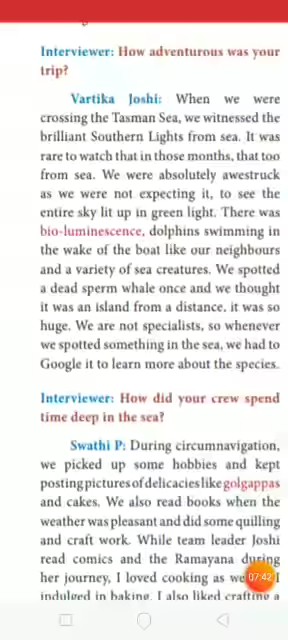 Interviewer: How adventurous was your
trip?
Vartika Joshi: When we were
crossing the Tasman Sea, we witnessed the
brilliant Southern Lights from sea. It was
rare to watch that in those months, that too
from sea. We were absolutely awestruck
as we were not expecting it, to see the
entire sky lit up in green light. There was
bio-luminescence, dolphins swimming in
the wake of the boat like our neighbours
and a variety of sea creatures. We spotted
a dead sperm whale once and we thought
it was an island from a distance, it was so
huge. We are not specialists, so whenever
we spotted something in the sea, we had to
Google it to learn more about the species.
Interviewer: How did your crew spend
time deep in the sea?
Swathi P: During circumnavigation,
we picked up some hobbies and kept
posting pictures of delicacies like golgappas
and cakes. We also read books when the
weather was pleasant and did some quilling
and craft work. While team leader Joshi
read comics and the Ramayana during
her journey, I loved cooking as we 07:42 I
indulged in baking. I also liked crafting a